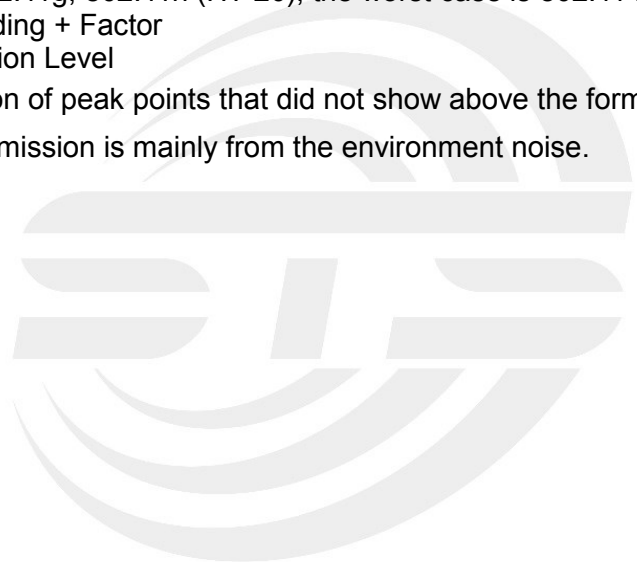 ding + Factor
ion Level
on of peak points that did not show above the form
mission is mainly from the environment noise.
STS